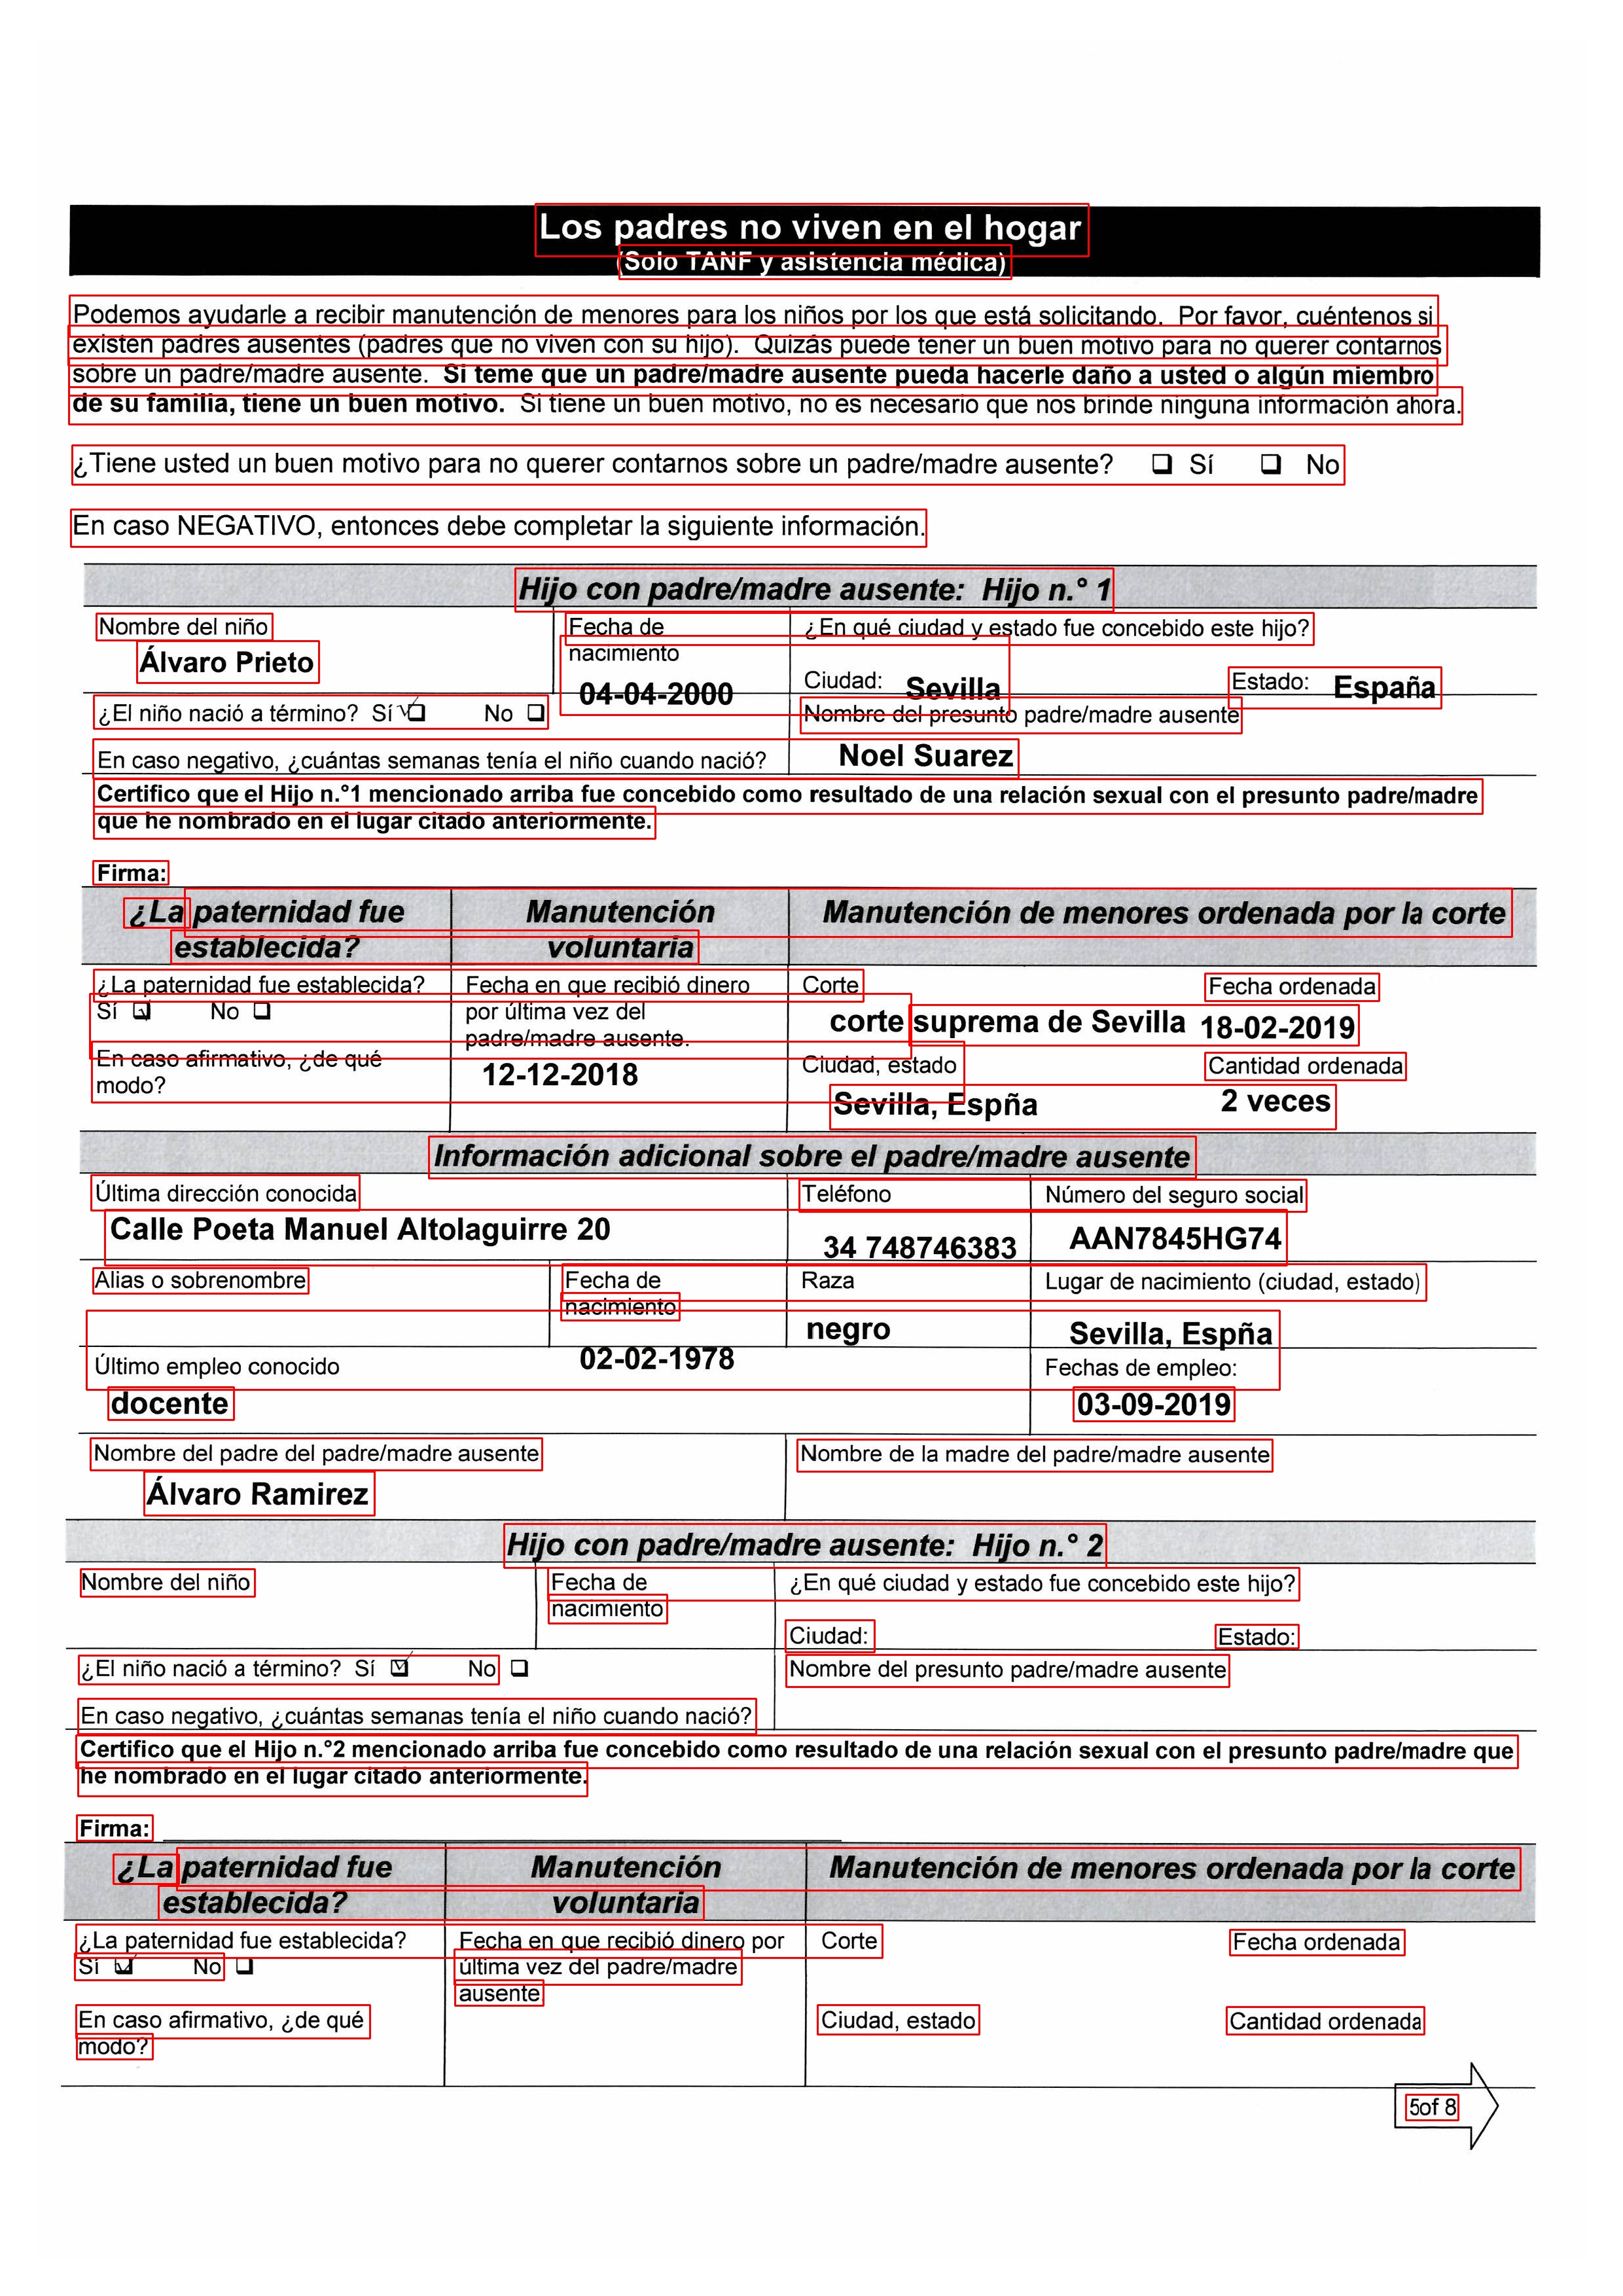 Los padres no viven en el hogar
(Solo TANF y asistencia médica)
Podemos ayudarle a recibir manutención de menores para los niños por los que está solicitando. Por favor, cuéntenos si
existen padres ausentes (padres que no viven con su hijo). Quizás puede tener un buen motivo para no querer contarnos
sobre un padre/madre ausente. Si teme que un padre/madre ausente pueda hacerle daño a usted o algún miembro
de su familia, tiene un buen motivo. Si tiene un buen motivo, no es necesario que nos brinde ninguna información ahora.
¿Tiene usted un buen motivo para no querer contarnos sobre un padre/madre ausente? ❑ Sí ❑ No
En caso NEGATIVO, entonces debe completar la siguiente información.
Hijo con padre/madre ausente: Hijo n.° 1
Nombre del niño
Álvaro Prieto
Fecha de
nacimiento
04-04-2000
¿En qué ciudad y estado fue concebido este hijo?
Ciudad: Sevilla Estado: España
¿El niño nació a término? Sí ❑ No ❑
Nombre del presunto padre/madre ausente
Noel Suarez
En caso negativo, ¿cuántas semanas tenía el niño cuando nació?
Certifico que el Hijo n.°1 mencionado arriba fue concebido como resultado de una relación sexual con el presunto padre/madre
que he nombrado en el lugar citado anteriormente.
Firma:
¿La paternidad fue
establecida?
Manutención
voluntaria
Manutención de menores ordenada por la corte
¿La paternidad fue establecida?
Sí ❑ No ❑
En caso afirmativo, ¿de qué
modo?
Fecha en que recibió dinero
por última vez del
padre/madre ausente.
12-12-2018
Corte
corte suprema de Sevilla
Fecha ordenada
18-02-2019
Ciudad, estado
Sevilla, Espña
Cantidad ordenada
2 veces
Información adicional sobre el padre/madre ausente
Última dirección conocida
Calle Poeta Manuel Altolaguirre 20
Teléfono
34 748746383
Número del seguro social
AAN7845HG74
Alias o sobrenombre
Fecha de
nacimiento
02-02-1978
Raza
negro
Lugar de nacimiento (ciudad, estado)
Sevilla, Espña
Último empleo conocido
docente
Fechas de empleo:
03-09-2019
Nombre del padre del padre/madre ausente
Álvaro Ramirez
Nombre de la madre del padre/madre ausente
Hijo con padre/madre ausente: Hijo n.° 2
Nombre del niño
Fecha de
nacimiento
¿En qué ciudad y estado fue concebido este hijo?
Ciudad: Estado:
¿El niño nació a término? Sí ❑ No ❑
Nombre del presunto padre/madre ausente
En caso negativo, ¿cuántas semanas tenía el niño cuando nació?
Certifico que el Hijo n.°2 mencionado arriba fue concebido como resultado de una relación sexual con el presunto padre/madre que
he nombrado en el lugar citado anteriormente.
Firma:
¿La paternidad fue
establecida?
Manutención
voluntaria
Manutención de menores ordenada por la corte
¿La paternidad fue establecida?
Sí ❑ No ❑
En caso afirmativo, ¿de qué
modo?
Fecha en que recibió dinero por
última vez del padre/madre
ausente
Corte
Fecha ordenada
Ciudad, estado
Cantidad ordenada
5of 8